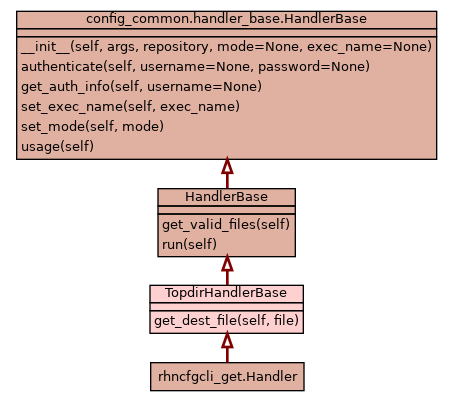 config_common.handler_base.HandlerBase
__init__(self, args, repository, mode=None, exec_name=None)
authenticate(self, username=None, password=None)
get_auth_info(self, username=None)
set_exec_name(self, exec_name)
set_mode(self, mode)
usage(self)
HandlerBase
get_valid_files(self)
run(self)
TopdirHandlerBase
get_dest_file(self, file)
rhncfgcli_get.Handler